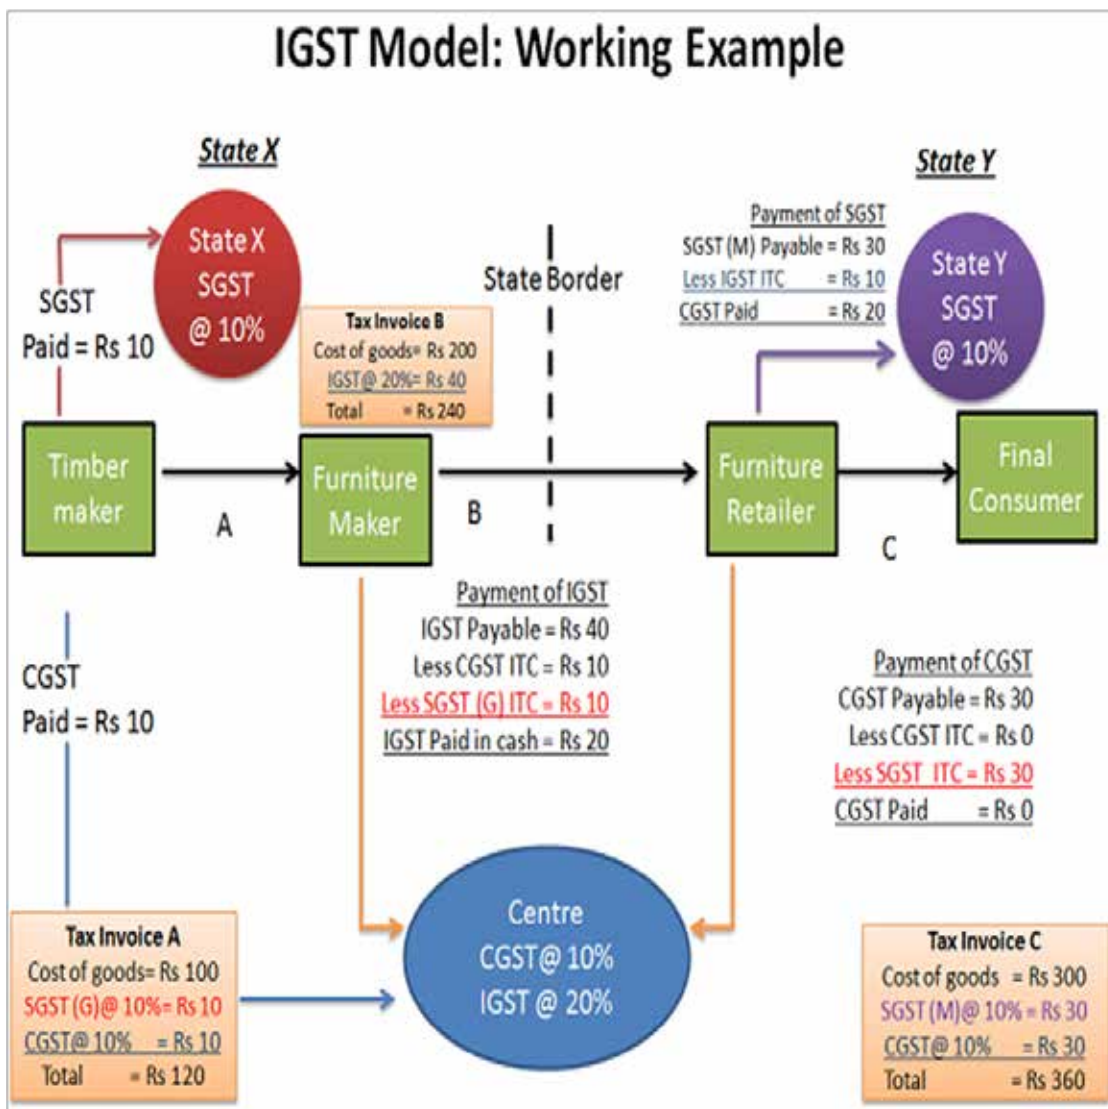 IGST Model: Working Example
State X
State X
SGST
@ 10%
SGST
Paid = Rs 10
Tax Invoice B
Cost of goods= Rs 200
IGST@ 20%= Rs 40
Total = Rs 240
State Border
State Y
Payment of SGST
SGST (M) Payable = Rs 30
Less IGST ITC = Rs 10
CGST Paid = Rs 20
State Y
SGST
@ 10%
Timber
maker
A
Furniture
Maker
B
Furniture
Retailer
C
Final
Consumer
CGST
Paid = Rs 10
Payment of IGST
IGST Payable = Rs 40
Less CGST ITC = Rs 10
Less SGST (G) ITC = Rs 10
IGST Paid in cash = Rs 20
Payment of CGST
CGST Payable = Rs 30
Less CGST ITC = Rs 0
Less SGST ITC = Rs 30
CGST Paid = Rs 0
Tax Invoice A
Cost of goods= Rs 100
SGST (G)@ 10%= Rs 10
CGST@ 10% = Rs 10
Total = Rs 120
Centre
CGST@ 10%
IGST @ 20%
Tax Invoice C
Cost of goods = Rs 300
SGST (M)@ 10% = Rs 30
CGST@ 10% = Rs 30
Total = Rs 360